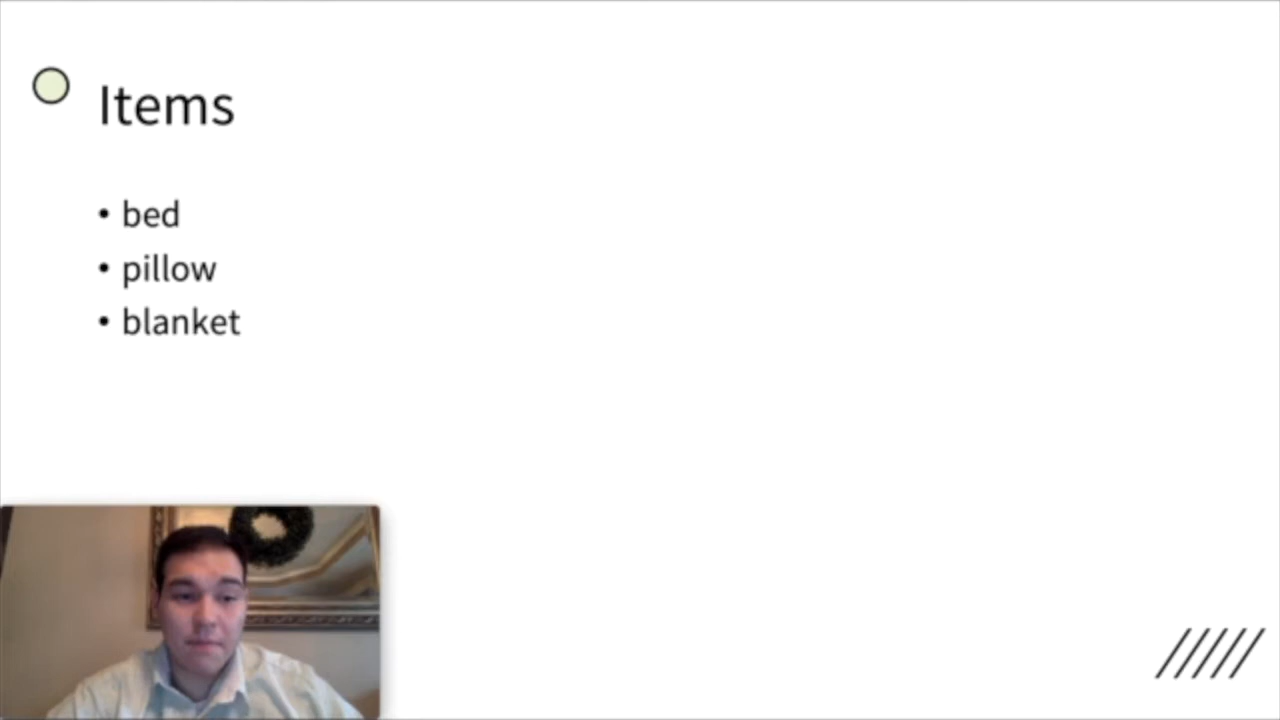 Items
• bed
• pillow
• blanket